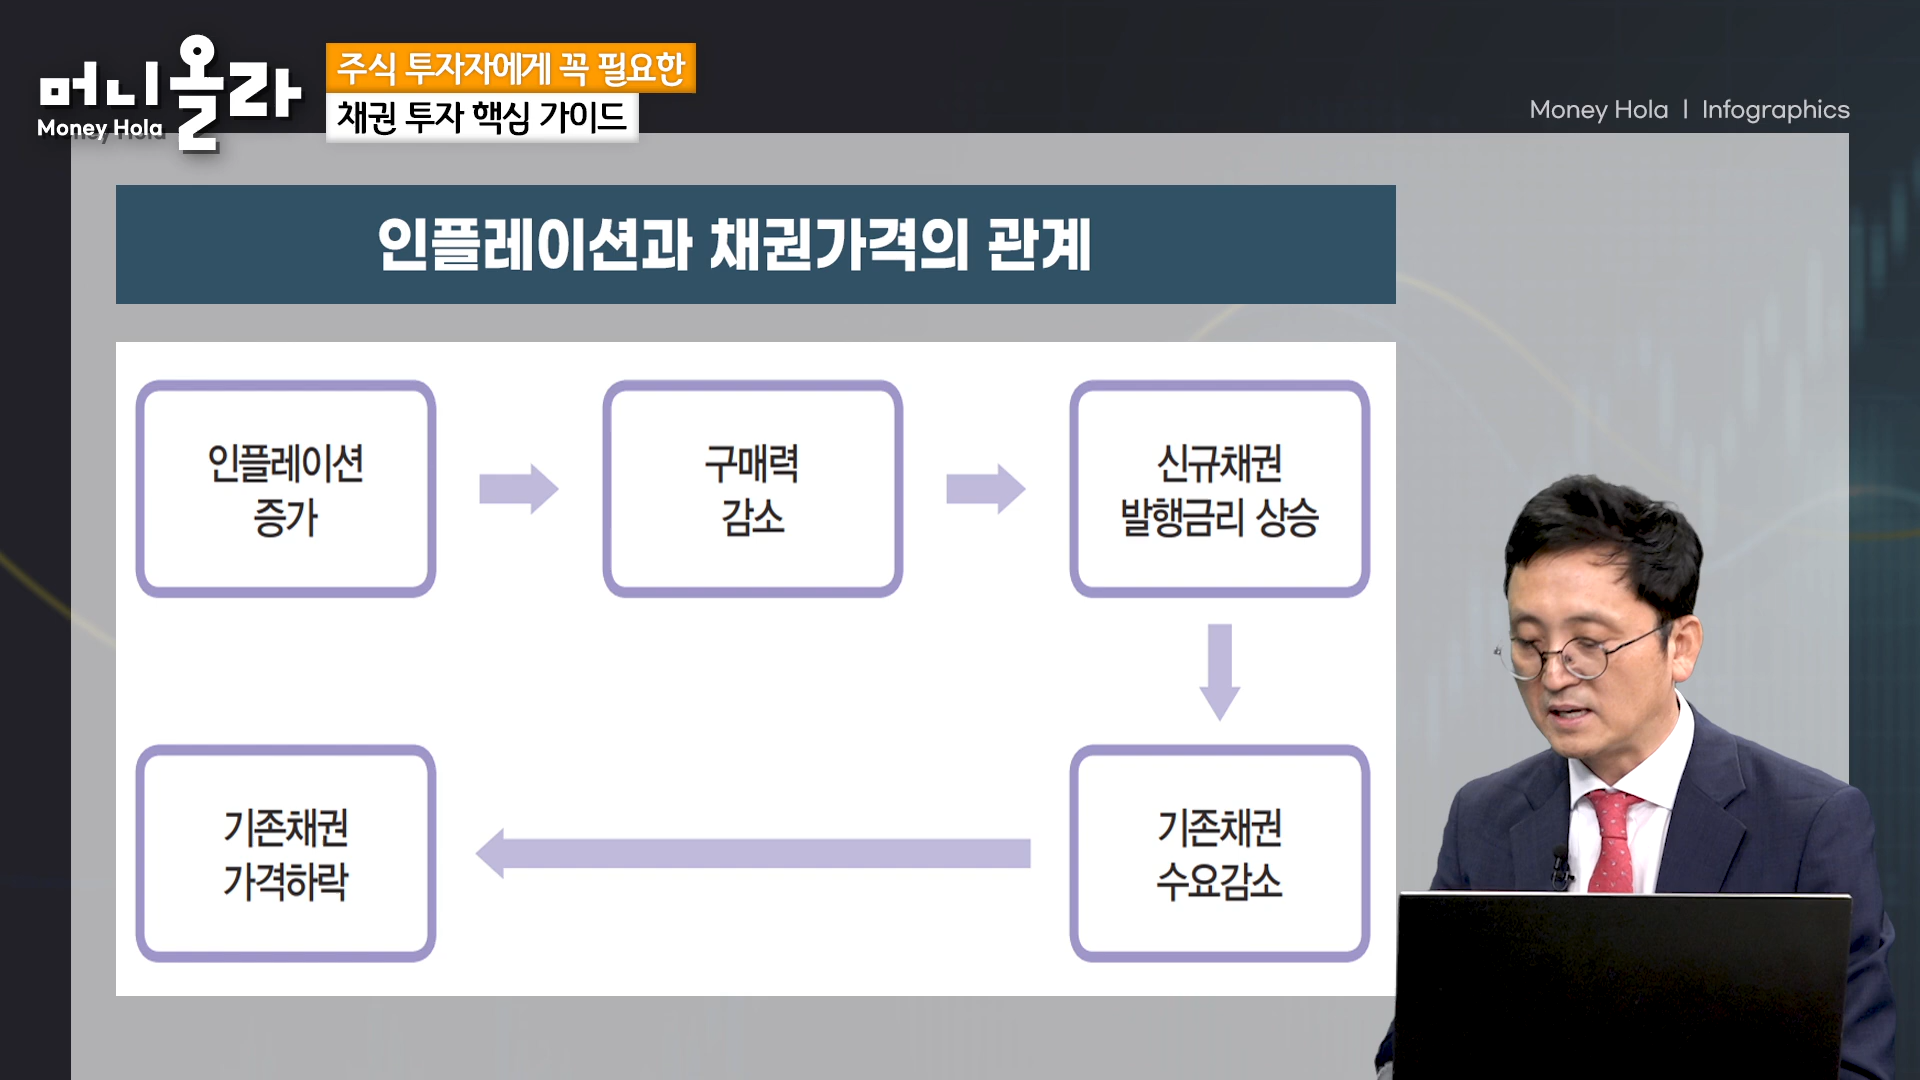 머니올라
Money Hola
주식 투자자에게 꼭 필요한
채권 투자 핵심 가이드
Money Hola | Infographics
인플레이션과 채권가격의 관계
인플레이션
증가
구매력
감소
신규채권
발행금리 상승
기존채권
수요감소
기존채권
가격하락